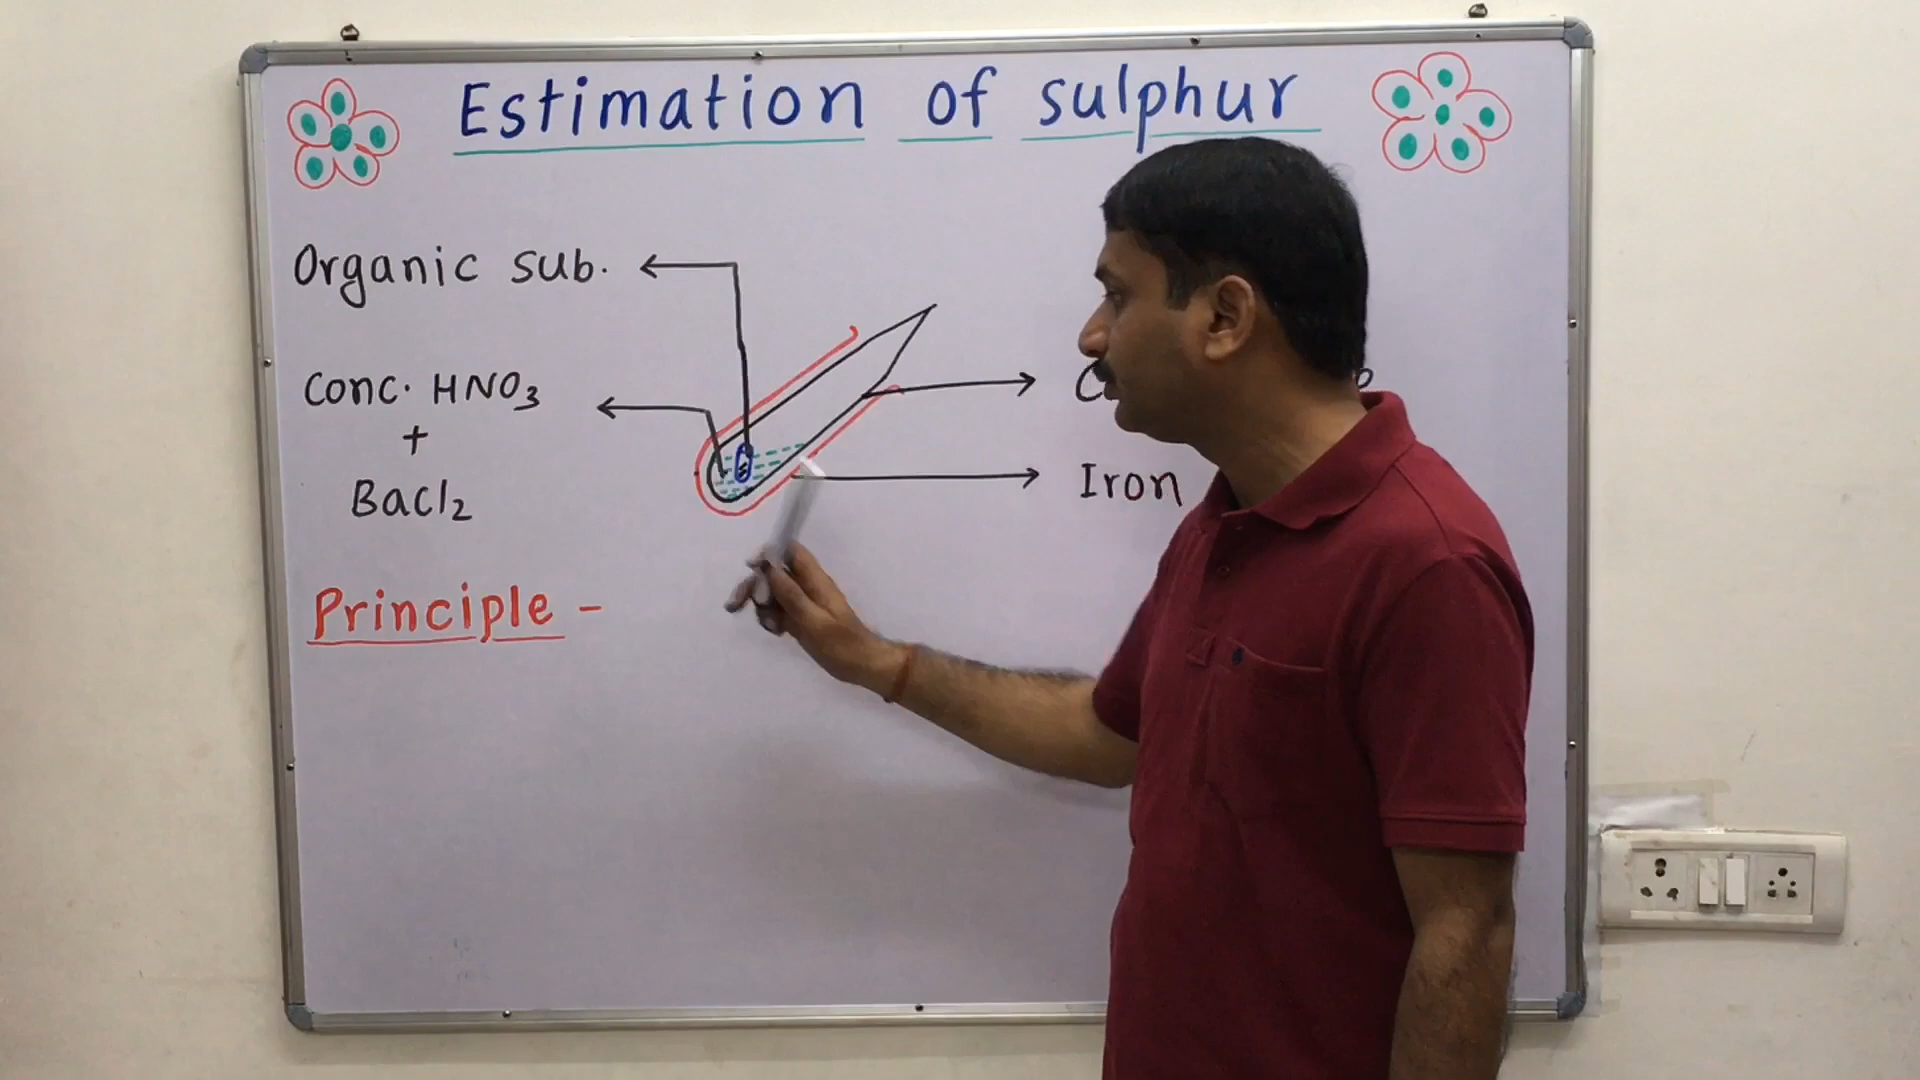 Estimation of sulphur
Organic sub.
Conc. HNO3
+
BaCl2
Iron
Principle -